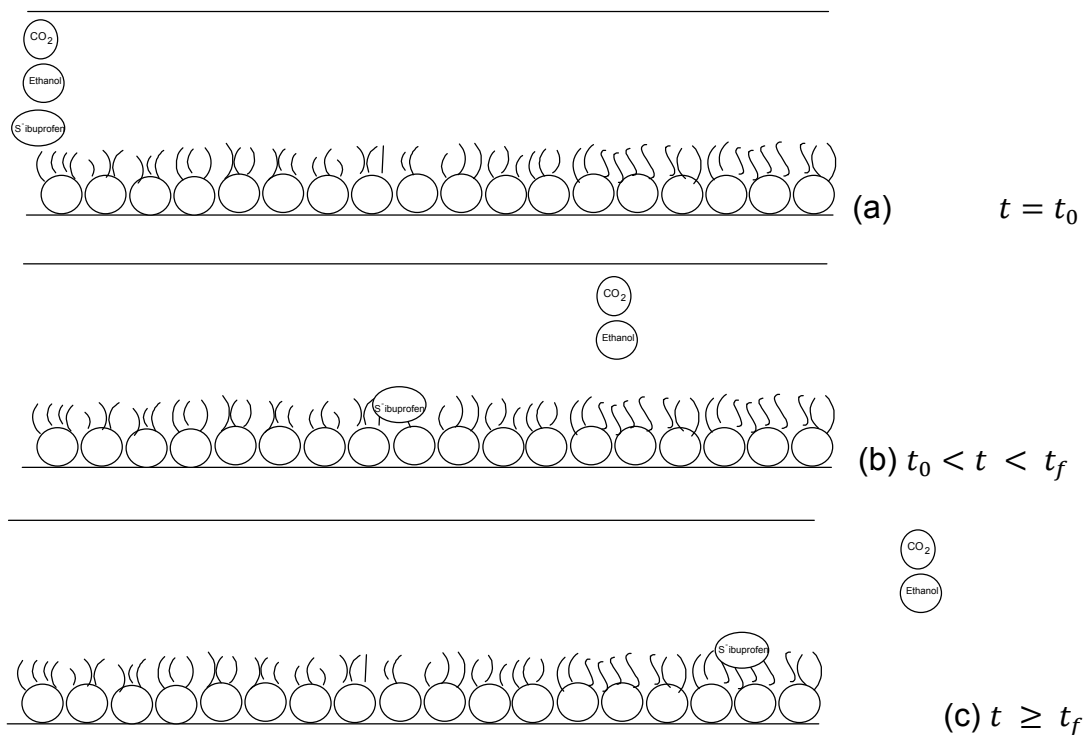 CO2
Ethanol
S´ibuprofen
(a) t = t0
CO2
Ethanol
S´ibuprofen
(b) t0 < t < tf
CO2
Ethanol
S´ibuprofen
(c) t ≥ tf